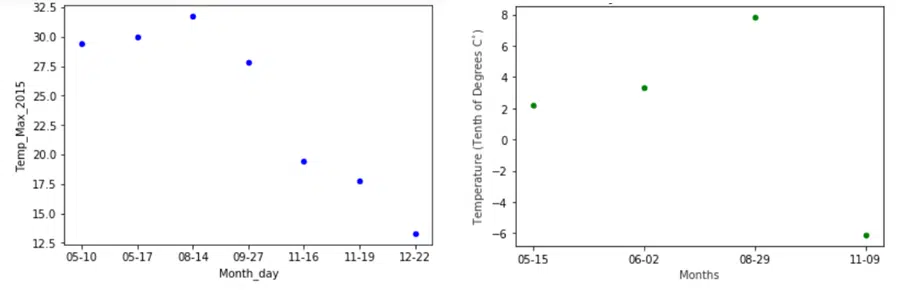 32.5
30.0
27.5
25.0
22.5
20.0
17.5
15.0
12.5
Temp_Max_2015
05-10 05-17 08-14 09-27 11-16 11-19 12-22
Month_day
8
6
4
2
0
−2
−4
−6
Temperature (Tenth of Degrees C°)
05-15 06-02 08-29 11-09
Months